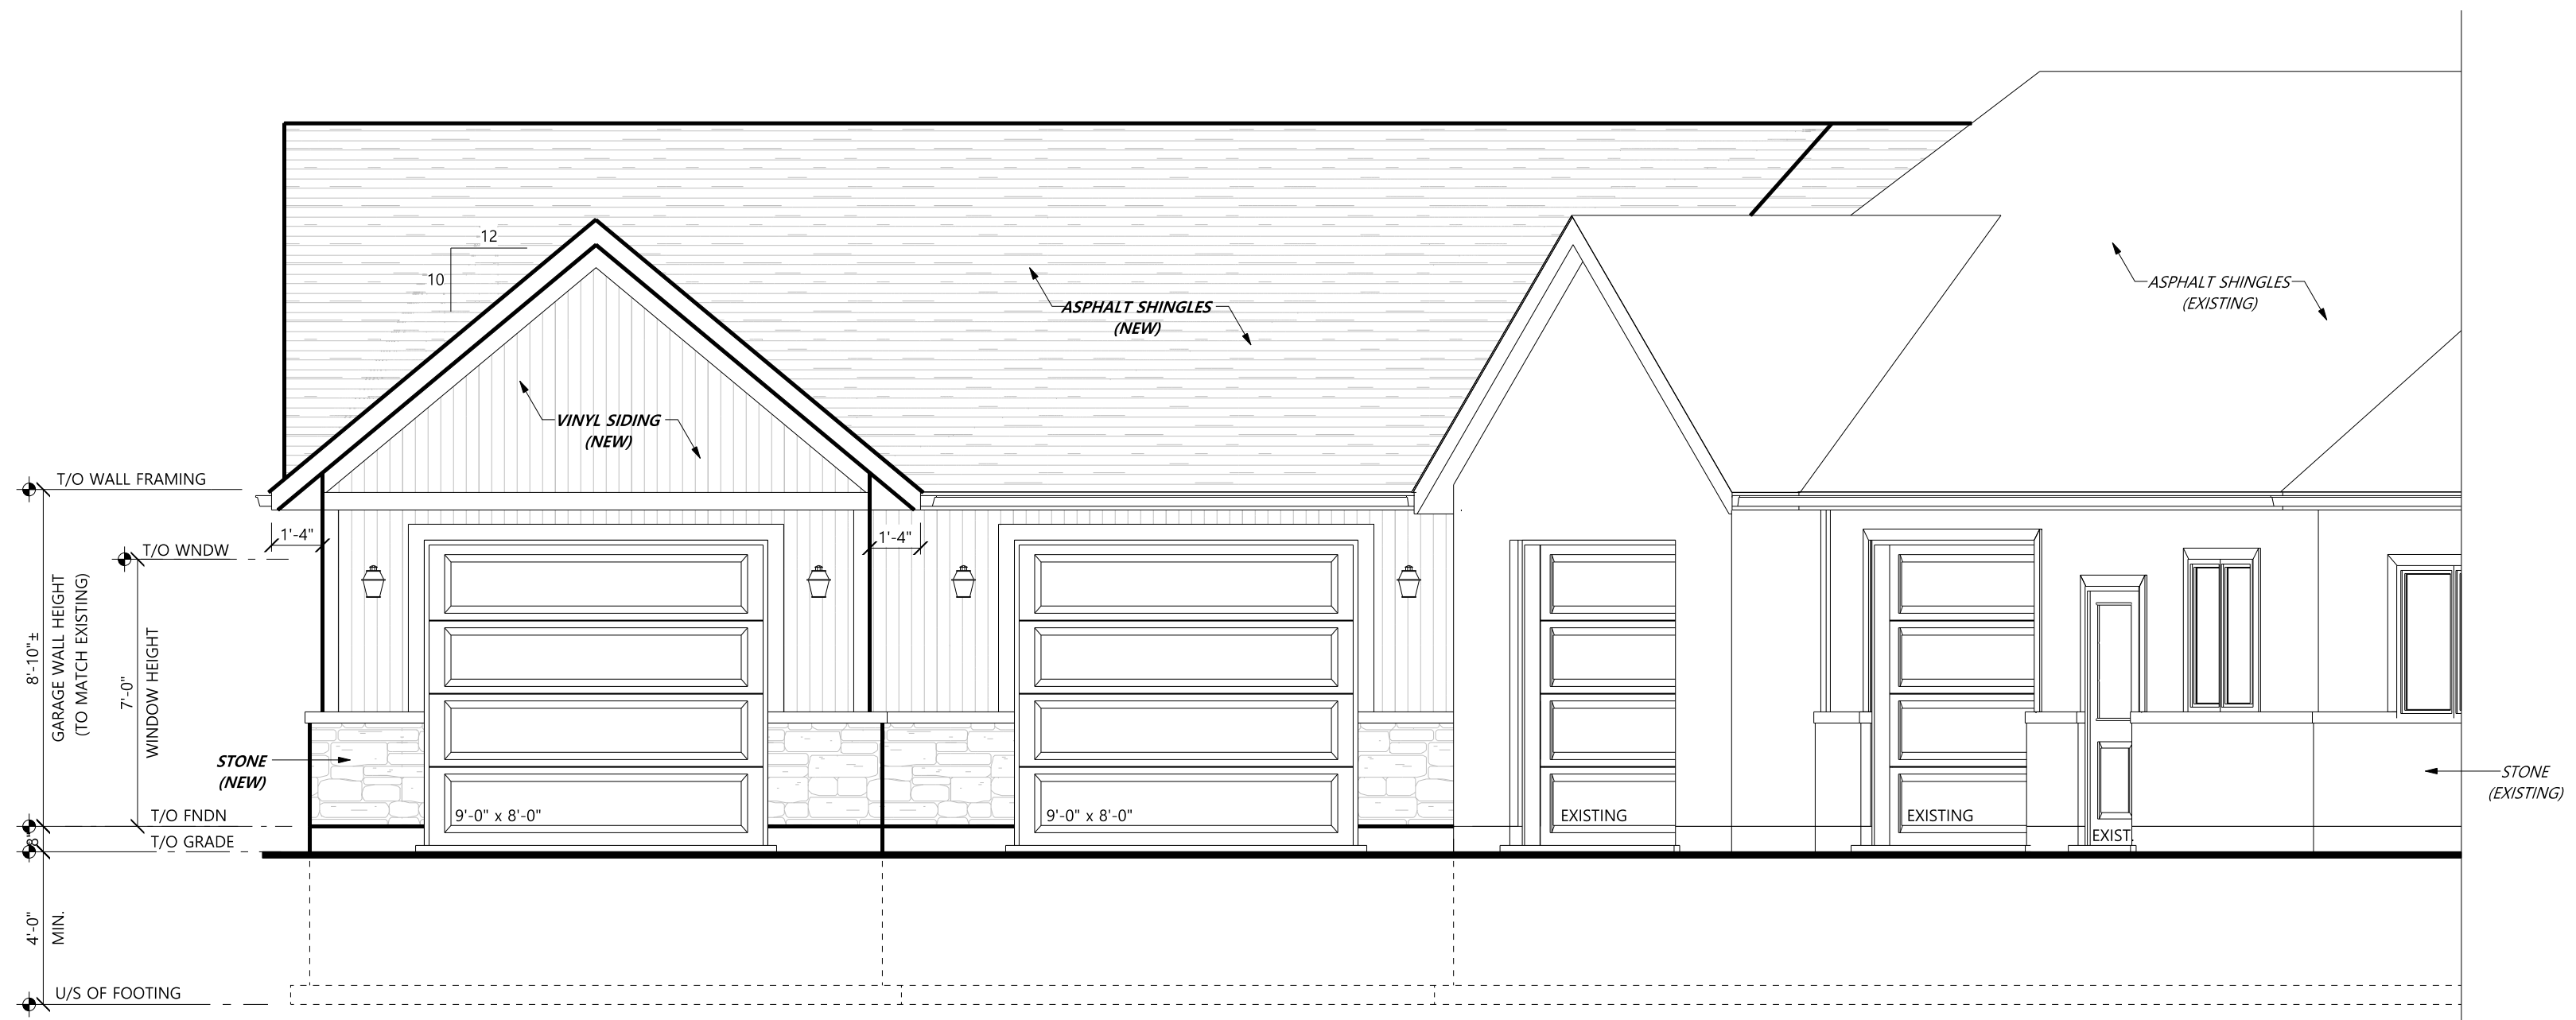 12
10
ASPHALT SHINGLES
(NEW)
ASPHALT SHINGLES
(EXISTING)
VINYL SIDING
(NEW)
T/O WALL FRAMING
1'-4"
1'-4"
T/O WNDW
8'-10"±
GARAGE WALL HEIGHT
(TO MATCH EXISTING)
7'-0"
WINDOW HEIGHT
STONE
(NEW)
STONE
(EXISTING)
T/O FNDN
8"
T/O GRADE
9'-0" x 8'-0"
9'-0" x 8'-0"
EXISTING
EXISTING
EXIST.
4'-0"
MIN.
U/S OF FOOTING